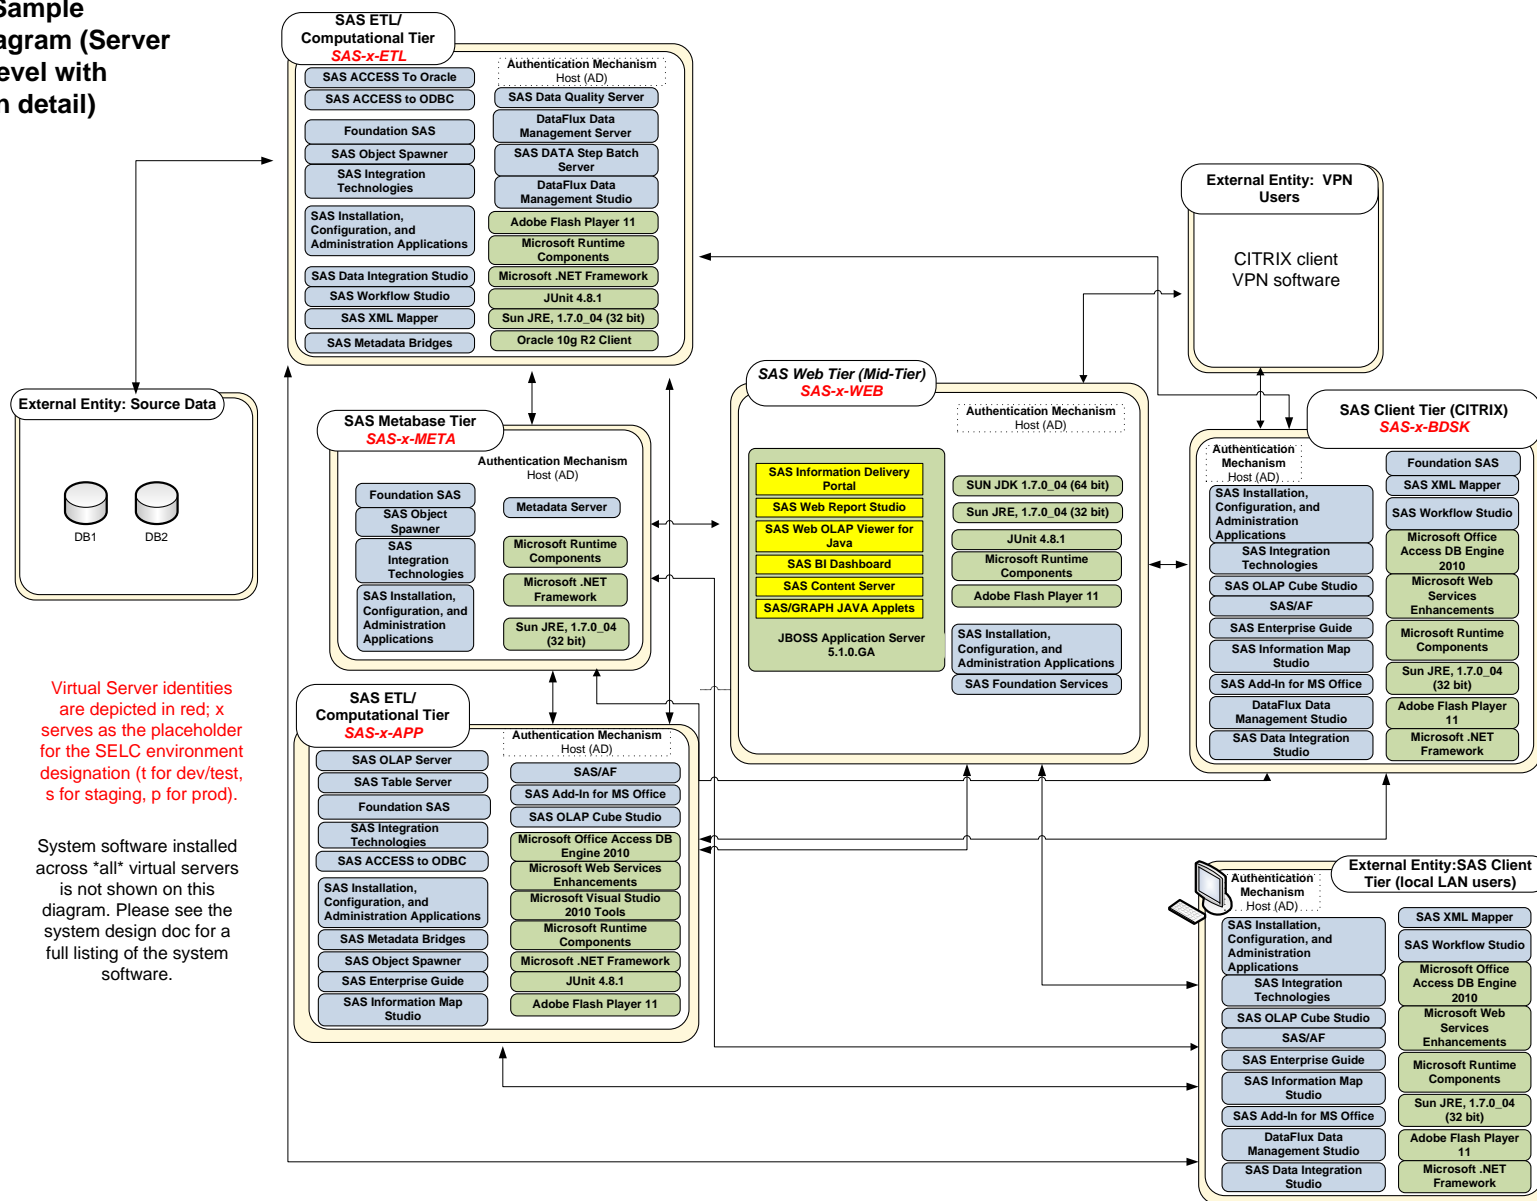 Sample
agram (Server
evel with
n detail)
SAS ETL/
Computational Tier
SAS-x-ETL
Authentication Mechanism
Host (AD)
SAS ACCESS To Oracle
SAS ACCESS to ODBC
Foundation SAS
SAS Object Spawner
SAS Integration
Technologies
SAS Installation,
Configuration, and
Administration Applications
SAS Data Integration Studio
SAS Workflow Studio
SAS XML Mapper
SAS Metadata Bridges
SAS Data Quality Server
DataFlux Data
Management Server
SAS DATA Step Batch
Server
DataFlux Data
Management Studio
Adobe Flash Player 11
Microsoft Runtime
Components
Microsoft .NET Framework
JUnit 4.8.1
Sun JRE, 1.7.0_04 (32 bit)
Oracle 10g R2 Client
External Entity: VPN
Users
CITRIX client
VPN software
External Entity: Source Data
DB1
DB2
SAS Metabase Tier
SAS-x-META
Authentication Mechanism
Host (AD)
Foundation SAS
SAS Object
Spawner
SAS
Integration
Technologies
SAS Installation,
Configuration, and
Administration
Applications
Metadata Server
Microsoft Runtime
Components
Microsoft .NET
Framework
Sun JRE, 1.7.0_04
(32 bit)
SAS Web Tier (Mid-Tier)
SAS-x-WEB
Authentication Mechanism
Host (AD)
SAS Information Delivery
Portal
SAS Web Report Studio
SAS Web OLAP Viewer for
Java
SAS BI Dashboard
SAS Content Server
SAS/GRAPH JAVA Applets
JBOSS Application Server
5.1.0.GA
SUN JDK 1.7.0_04 (64 bit)
Sun JRE, 1.7.0_04 (32 bit)
JUnit 4.8.1
Microsoft Runtime
Components
Adobe Flash Player 11
SAS Installation,
Configuration, and
Administration Applications
SAS Foundation Services
SAS Client Tier (CITRIX)
SAS-x-BDSK
Authentication
Mechanism
Host (AD)
SAS Installation,
Configuration, and
Administration
Applications
SAS Integration
Technologies
SAS OLAP Cube Studio
SAS/AF
SAS Enterprise Guide
SAS Information Map
Studio
SAS Add-In for MS Office
DataFlux Data
Management Studio
SAS Data Integration
Studio
Foundation SAS
SAS XML Mapper
SAS Workflow Studio
Microsoft Office
Access DB Engine
2010
Microsoft Web
Services
Enhancements
Microsoft Runtime
Components
Sun JRE, 1.7.0_04
(32 bit)
Adobe Flash Player
11
Microsoft .NET
Framework
Virtual Server identities
are depicted in red; x
serves as the placeholder
for the SELC environment
designation (t for dev/test,
s for staging, p for prod).
System software installed
across *all* virtual servers
is not shown on this
diagram. Please see the
system design doc for a
full listing of the system
software.
SAS ETL/
Computational Tier
SAS-x-APP
Authentication Mechanism
Host (AD)
SAS OLAP Server
SAS Table Server
Foundation SAS
SAS Integration
Technologies
SAS ACCESS to ODBC
SAS Installation,
Configuration, and
Administration Applications
SAS Metadata Bridges
SAS Object Spawner
SAS Enterprise Guide
SAS Information Map
Studio
SAS/AF
SAS Add-In for MS Office
SAS OLAP Cube Studio
Microsoft Office Access DB
Engine 2010
Microsoft Web Services
Enhancements
Microsoft Visual Studio
2010 Tools
Microsoft Runtime
Components
Microsoft .NET Framework
JUnit 4.8.1
Adobe Flash Player 11
External Entity:SAS Client
Tier (local LAN users)
Authentication
Mechanism
Host (AD)
SAS Installation,
Configuration, and
Administration
Applications
SAS Integration
Technologies
SAS OLAP Cube Studio
SAS/AF
SAS Enterprise Guide
SAS Information Map
Studio
SAS Add-In for MS Office
DataFlux Data
Management Studio
SAS Data Integration
Studio
SAS XML Mapper
SAS Workflow Studio
Microsoft Office
Access DB Engine
2010
Microsoft Web
Services
Enhancements
Microsoft Runtime
Components
Sun JRE, 1.7.0_04
(32 bit)
Adobe Flash Player
11
Microsoft .NET
Framework